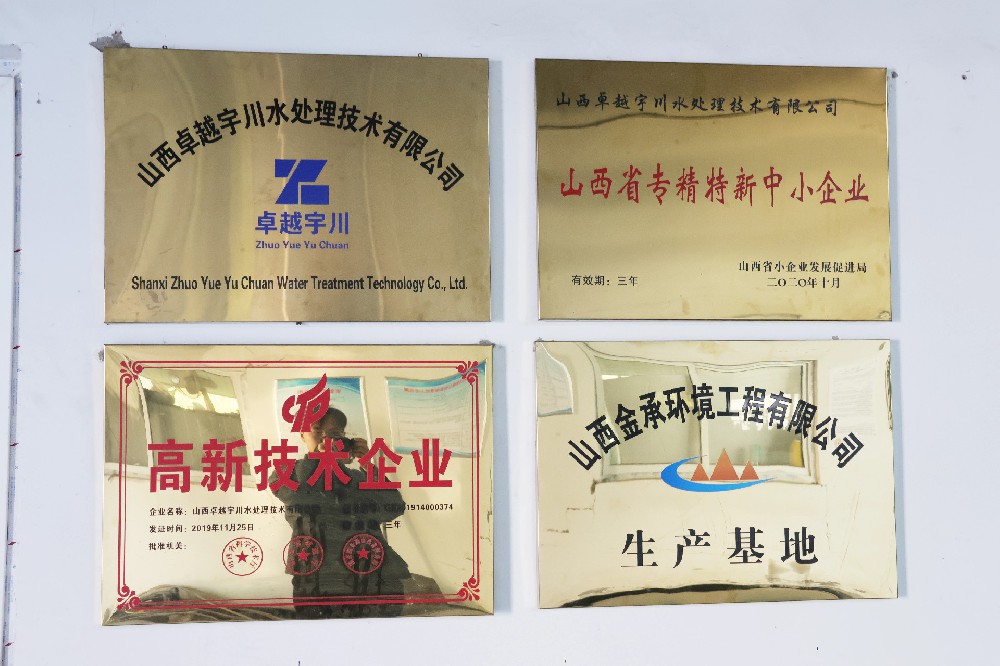 山西卓越宇川水处理技术有限公司
卓越宇川
Zhuo Yue Yu Chuan
Shanxi Zhuo Yue Yu Chuan Water Treatment Technology Co., Ltd.
山西卓越宇川水处理技术有限公司
山西省专精特新中小企业
有效期：三年
山西省小企业发展促进局
二〇二〇年十月
高新技术企业
企业名称：山西卓越宇川水处理技术有
1914000374
发证时间：2019年11月25日
三年
批准机关：
山西金承环境工程有限公司
生产基地